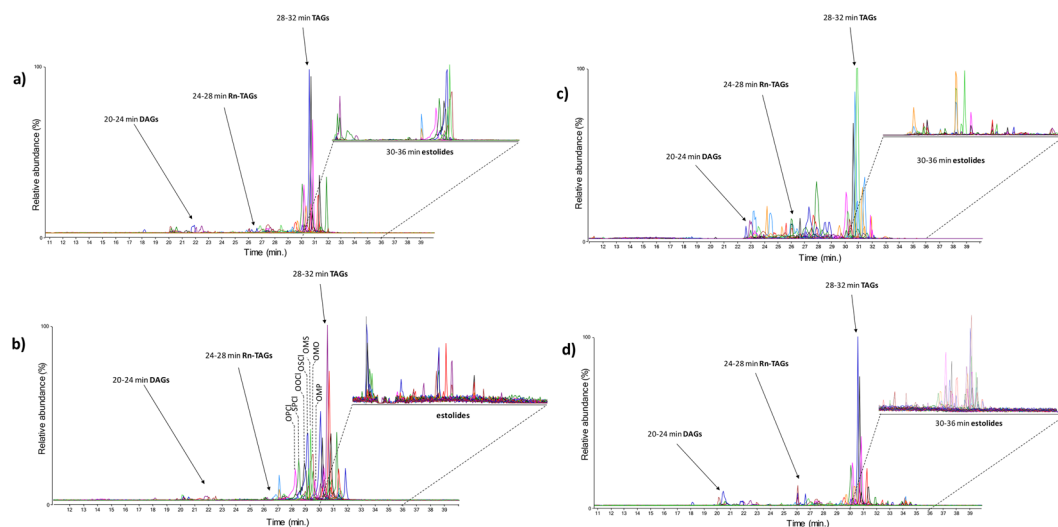 a)
28-32 min TAGs
24-28 min Rn-TAGs
20-24 min DAGs
30-36 min estolides
100
0
Relative abundance (%)
11 12 13 14 15 16 17 18 19 20 21 22 23 24 25 26 27 28 29 30 31 32 33 34 35 36 37 38 39
Time (min.)
c)
28-32 min TAGs
24-28 min Rn-TAGs
20-24 min DAGs
30-36 min estolides
100
0
Relative abundance (%)
11 12 13 14 15 16 17 18 19 20 21 22 23 24 25 26 27 28 29 30 31 32 33 34 35 36 37 38 39
Time (min.)
b)
28-32 min TAGs
24-28 min Rn-TAGs
20-24 min DAGs
OPCl
SPCl
OOCl
OSCl
OMS
OMO
OMP
estolides
100
0
Relative abundance (%)
11 12 13 14 15 16 17 18 19 20 21 22 23 24 25 26 27 28 29 30 31 32 33 34 35 36 37 38 39
Time (min.)
d)
28-32 min TAGs
24-28 min Rn-TAGs
20-24 min DAGs
30-36 min estolides
100
0
Relative abundance (%)
11 12 13 14 15 16 17 18 19 20 21 22 23 24 25 26 27 28 29 30 31 32 33 34 35 36 37 38 39
Time (min.)